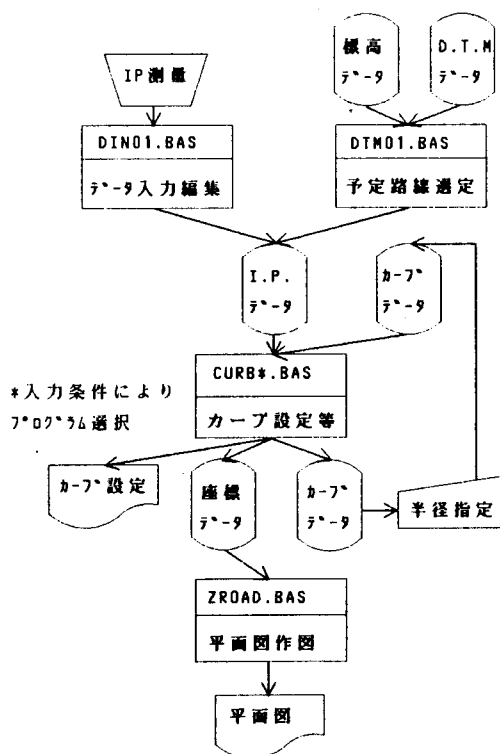 IP測量
標高
データ
D.T.M
データ
DIN01.BAS
データ入力編集
DTM01.BAS
予定路線選定
I.P.
データ
カーブ
データ
CURB*.BAS
カーブ設定等
*入力条件により
プログラム選択
カーブ設定
座標
データ
カーブ
データ
半径指定
ZROAD.BAS
平面図作図
平面図